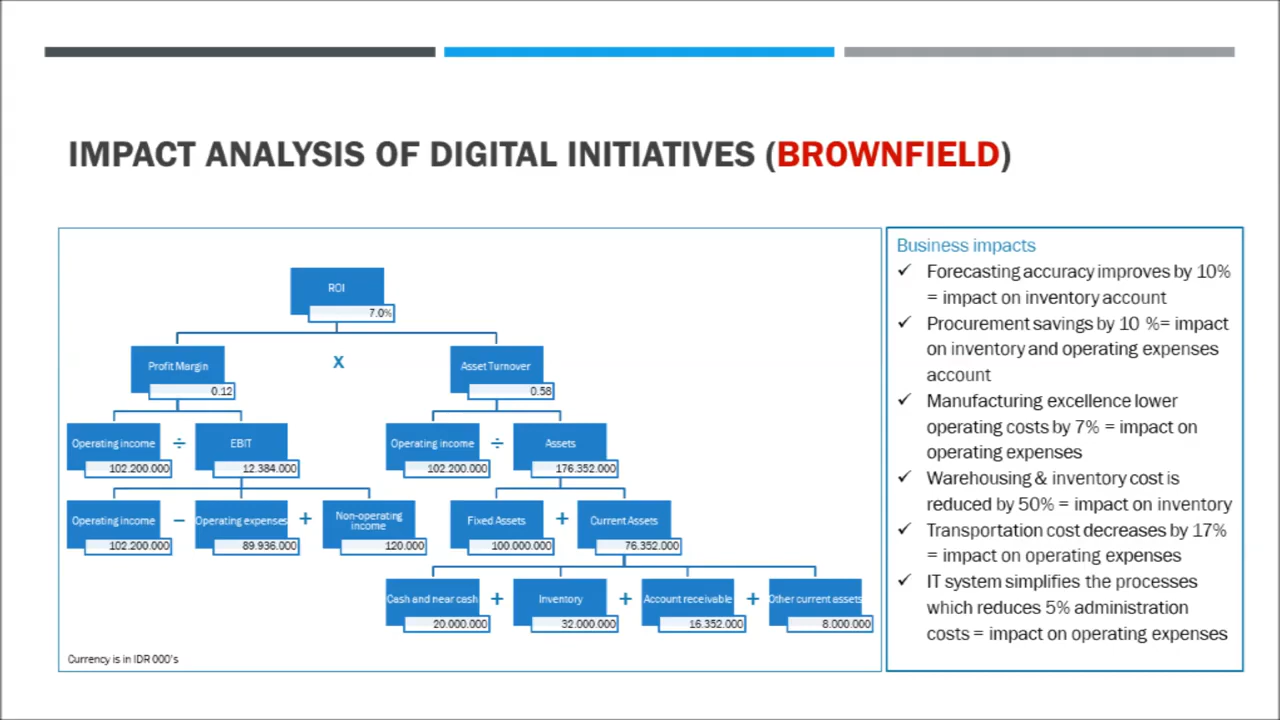 IMPACT ANALYSIS OF DIGITAL INITIATIVES (BROWNFIELD)
ROI
7.0%
Profit Margin
0.12
X
Asset Turnover
0.58
Operating income
102.200.000
÷
EBIT
12.384.000
Operating income
102.200.000
÷
Assets
176.352.000
Operating income
102.200.000
−
Operating expenses
89.936.000
+
Non-operating
income
120.000
Fixed Assets
100.000.000
+
Current Assets
76.352.000
Cash and near cash
20.000.000
+
Inventory
32.000.000
+
Account receivable
16.352.000
+
Other current assets
8.000.000
Currency is in IDR 000's
Business impacts
✓ Forecasting accuracy improves by 10%
= impact on inventory account
✓ Procurement savings by 10 %= impact
on inventory and operating expenses
account
✓ Manufacturing excellence lower
operating costs by 7% = impact on
operating expenses
✓ Warehousing & inventory cost is
reduced by 50% = impact on inventory
✓ Transportation cost decreases by 17%
= impact on operating expenses
✓ IT system simplifies the processes
which reduces 5% administration
costs = impact on operating expenses